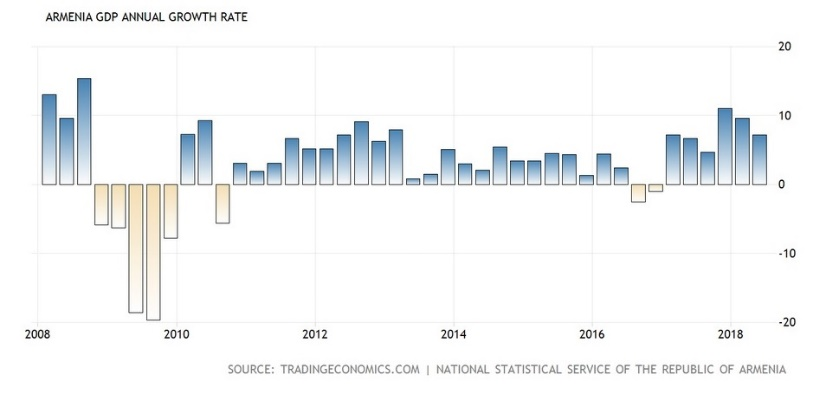 ARMENIA GDP ANNUAL GROWTH RATE
20
10
0
-10
-20
2008 2010 2012 2014 2016 2018
SOURCE: TRADINGECONOMICS.COM | NATIONAL STATISTICAL SERVICE OF THE REPUBLIC OF ARMENIA